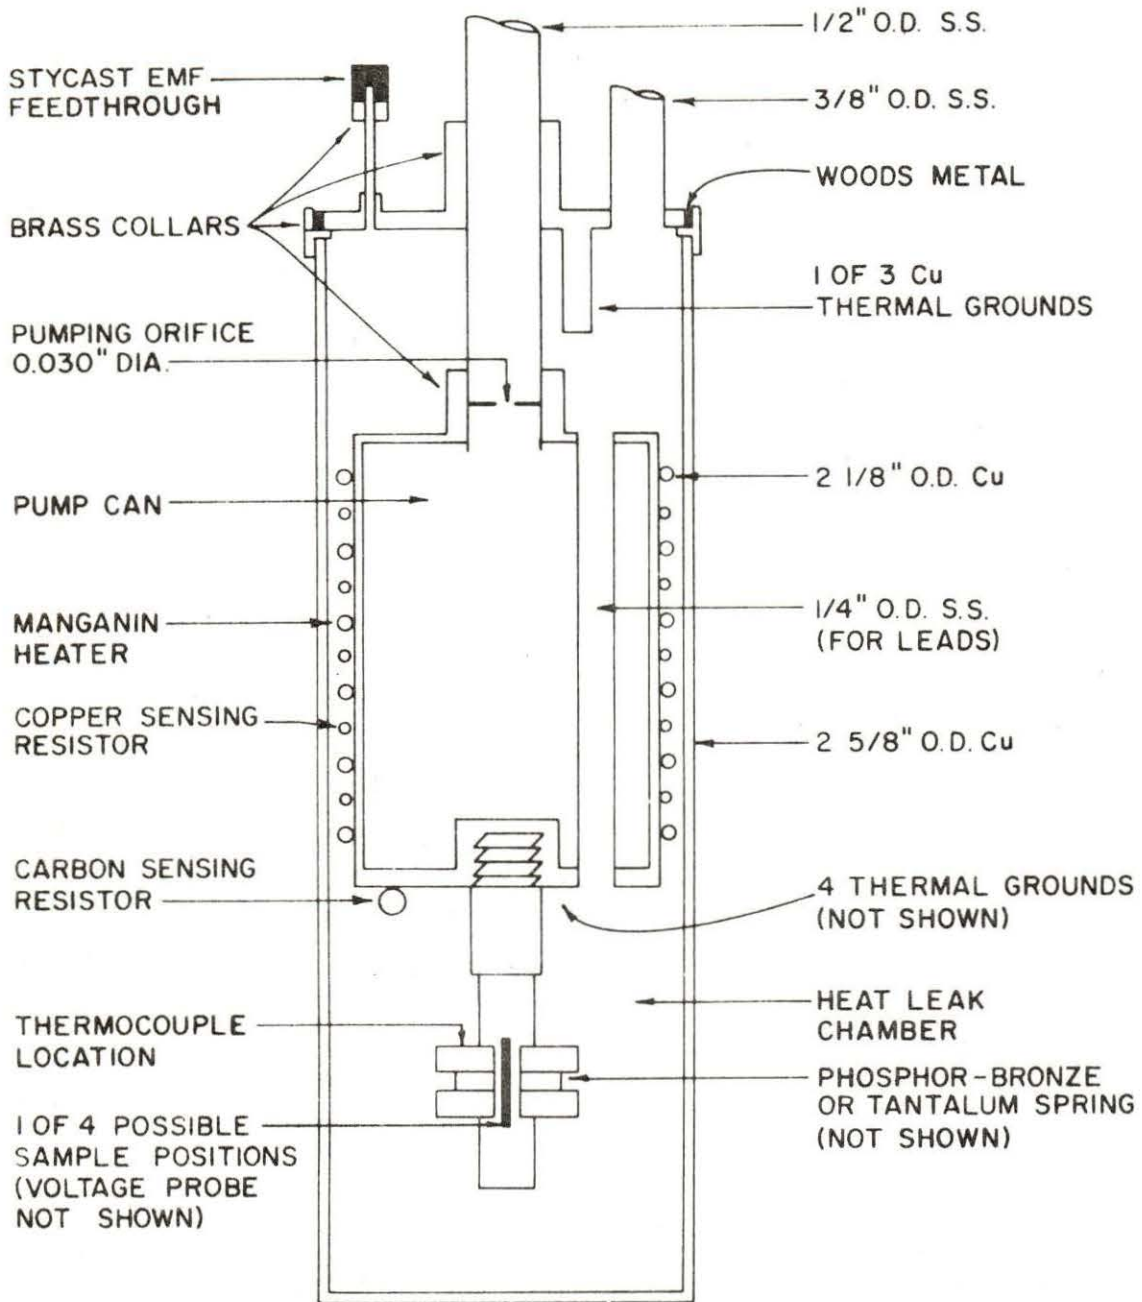 STYCAST EMF
FEEDTHROUGH
BRASS COLLARS
PUMPING ORIFICE
0.030" DIA.
PUMP CAN
MANGANIN
HEATER
COPPER SENSING
RESISTOR
CARBON SENSING
RESISTOR
THERMOCOUPLE
LOCATION
1 OF 4 POSSIBLE
SAMPLE POSITIONS
(VOLTAGE PROBE
NOT SHOWN)
1/2" O.D. S.S.
3/8" O.D. S.S.
WOODS METAL
1 OF 3 Cu
THERMAL GROUNDS
2 1/8" O.D. Cu
1/4" O.D. S.S.
(FOR LEADS)
2 5/8" O.D. Cu
4 THERMAL GROUNDS
(NOT SHOWN)
HEAT LEAK
CHAMBER
PHOSPHOR-BRONZE
OR TANTALUM SPRING
(NOT SHOWN)